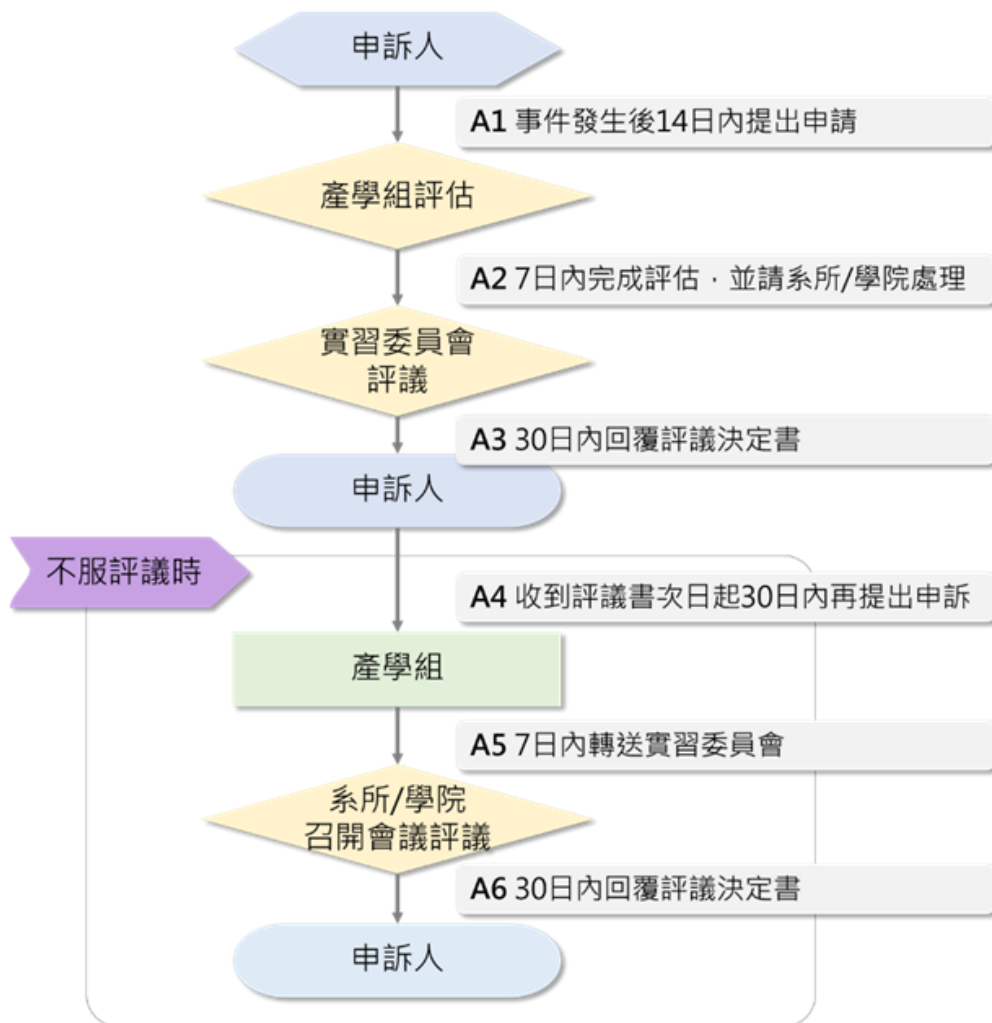 申訴人
A1 事件發生後14日內提出申請
產學組評估
A2 7日內完成評估，並請系所/學院處理
實習委員會
評議
A3 30日內回覆評議決定書
申訴人
不服評議時
A4 收到評議書次日起30日內再提出申訴
產學組
A5 7日內轉送實習委員會
系所/學院
召開會議評議
A6 30日內回覆評議決定書
申訴人